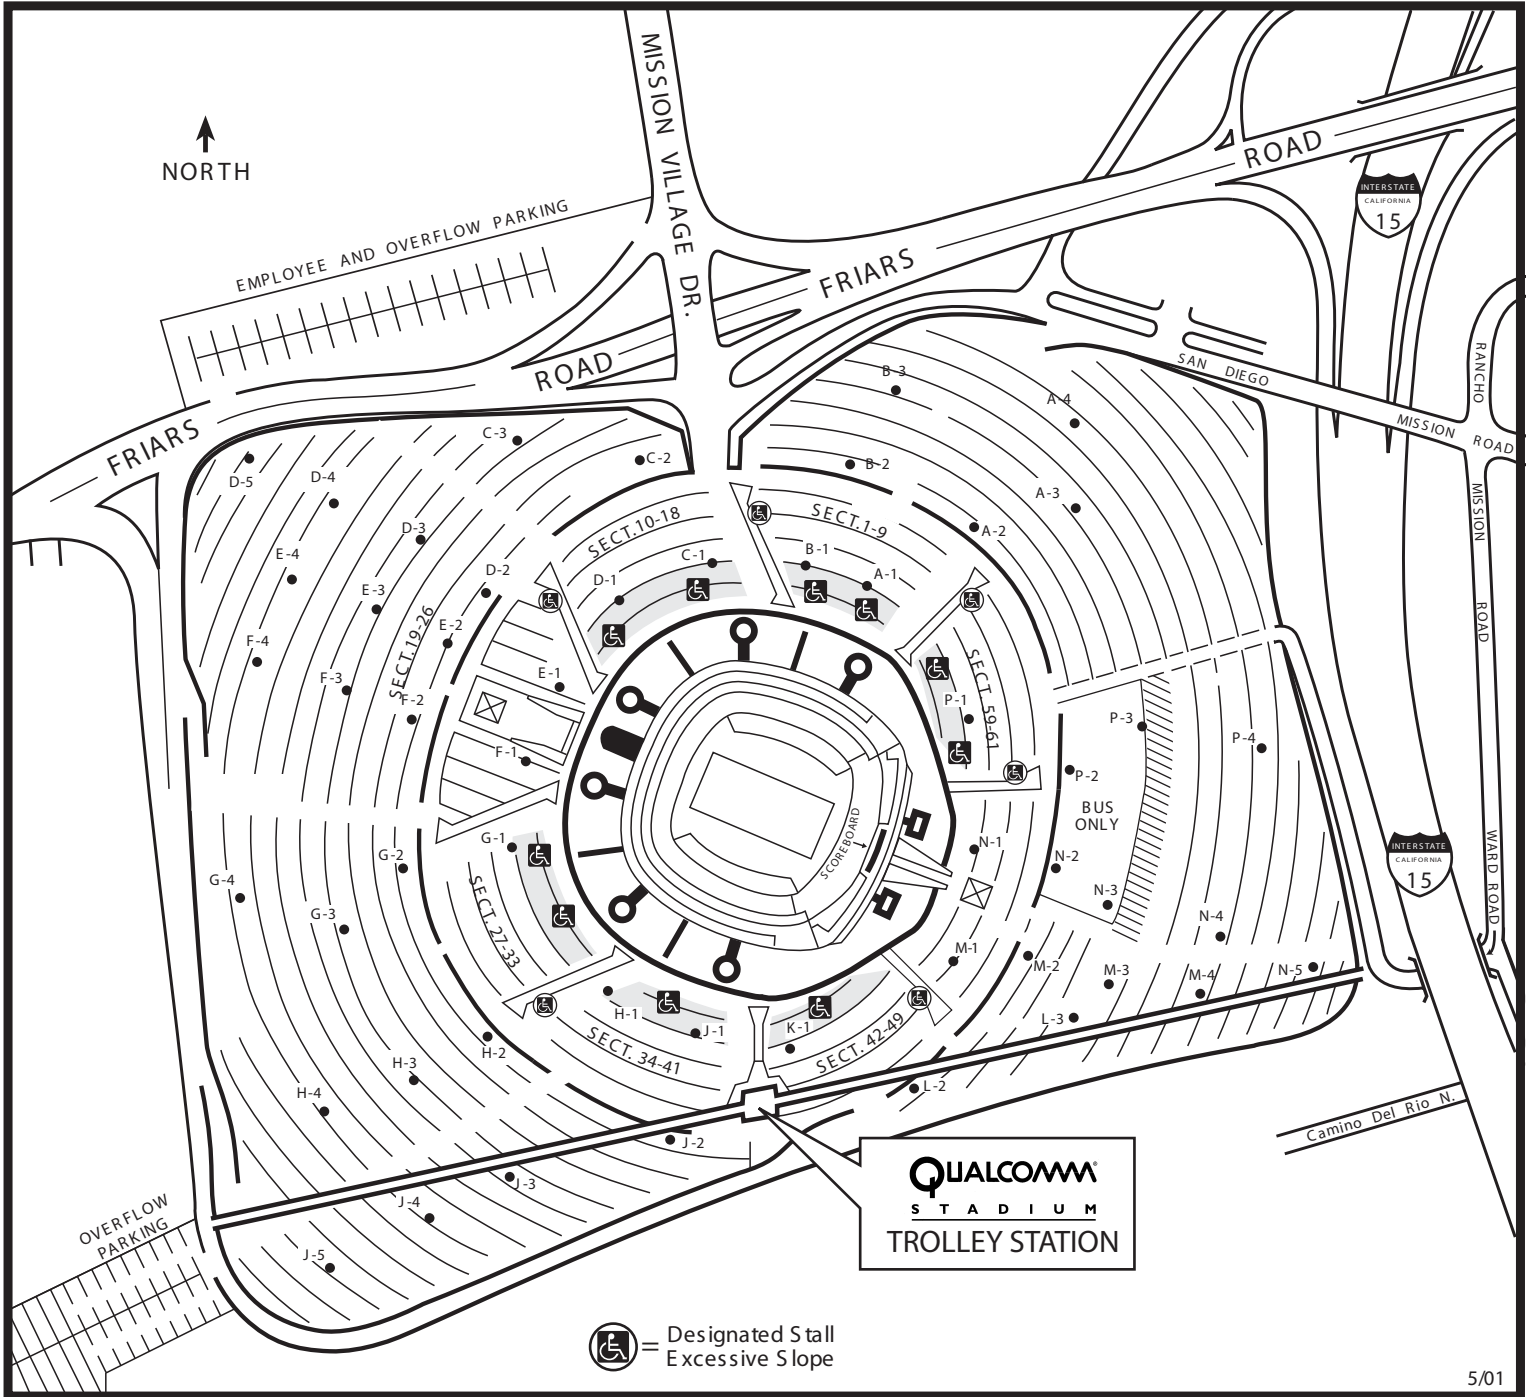 MISSION VILLAGE DR.
NORTH
EMPLOYEE AND OVERFLOW PARKING
FRIARS
ROAD
FRIARS
ROAD
INTERSTATE
CALIFORNIA
15
SAN DIEGO
MISSION ROAD
RANCHO
MISSION
ROAD
WARD ROAD
INTERSTATE
CALIFORNIA
15
B-3
A-4
C-3
C-2
B-2
D-5
D-4
A-3
D-3
A-2
SECT.10-18
SECT.1-9
E-4
D-2
C-1
B-1
D-1
A-1
E-3
E-2
SECT.19-26
F-4
F-3
F-2
E-1
SECT. 59-61
P-1
P-3
P-4
F-1
P-2
BUS
ONLY
SCOREBOARD
G-1
G-2
G-4
G-3
N-1
N-2
N-3
N-4
SECT. 27-33
M-1
M-2
M-3
M-4
N-5
H-1
J-1
K-1
L-3
SECT. 34-41
SECT. 42-49
H-2
H-3
H-4
L-2
J-2
J-3
J-4
J-5
Camino Del Rio N.
OVERFLOW
PARKING
QUALCOMM®
STADIUM
TROLLEY STATION
= Designated Stall
Excessive Slope
5/01